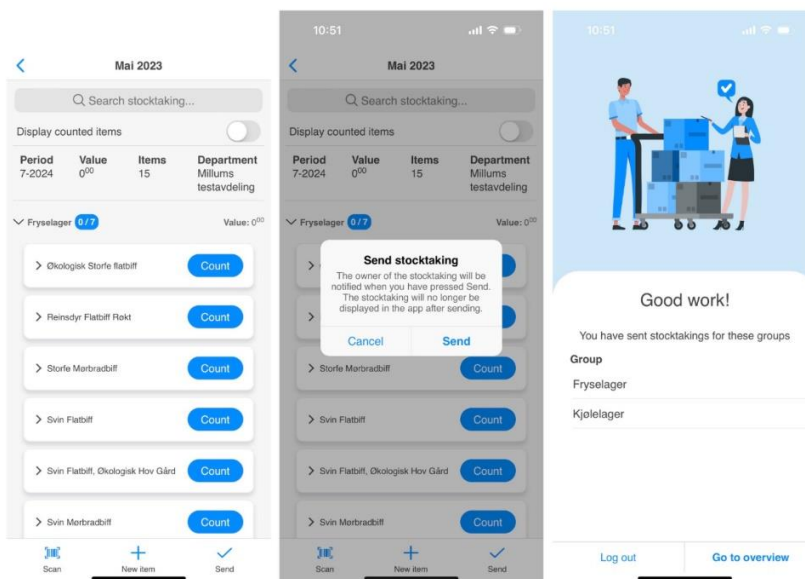 Mai 2023
Search stocktaking...
Display counted items
Period Value Items Department
7-2024 0⁰⁰ 15 Millums
testavdeling
Fryselager 0/7 Value: 0⁰⁰
Økologisk Storfe flatbiff Count
Reinsdyr Flatbiff Røkt Count
Storfe Mørbradbiff Count
Svin Flatbiff Count
Svin Flatbiff, Økologisk Hov Gård Count
Svin Mørbradbiff Count
Scan New item Send
10:51
Mai 2023
Search stocktaking...
Display counted items
Period Value Items Department
7-2024 0⁰⁰ 15 Millums
testavdeling
Fryselager 0/7 Value: 0⁰⁰
Send stocktaking
The owner of the stocktaking will be
notified when you have pressed Send.
The stocktaking will no longer be
displayed in the app after sending.
Cancel Send
Storfe Mørbradbiff Count
Svin Flatbiff Count
Svin Flatbiff, Økologisk Hov Gård Count
Svin Mørbradbiff Count
Scan New item Send
10:51
Good work!
You have sent stocktakings for these groups
Group
Fryselager
Kjølelager
Log out Go to overview